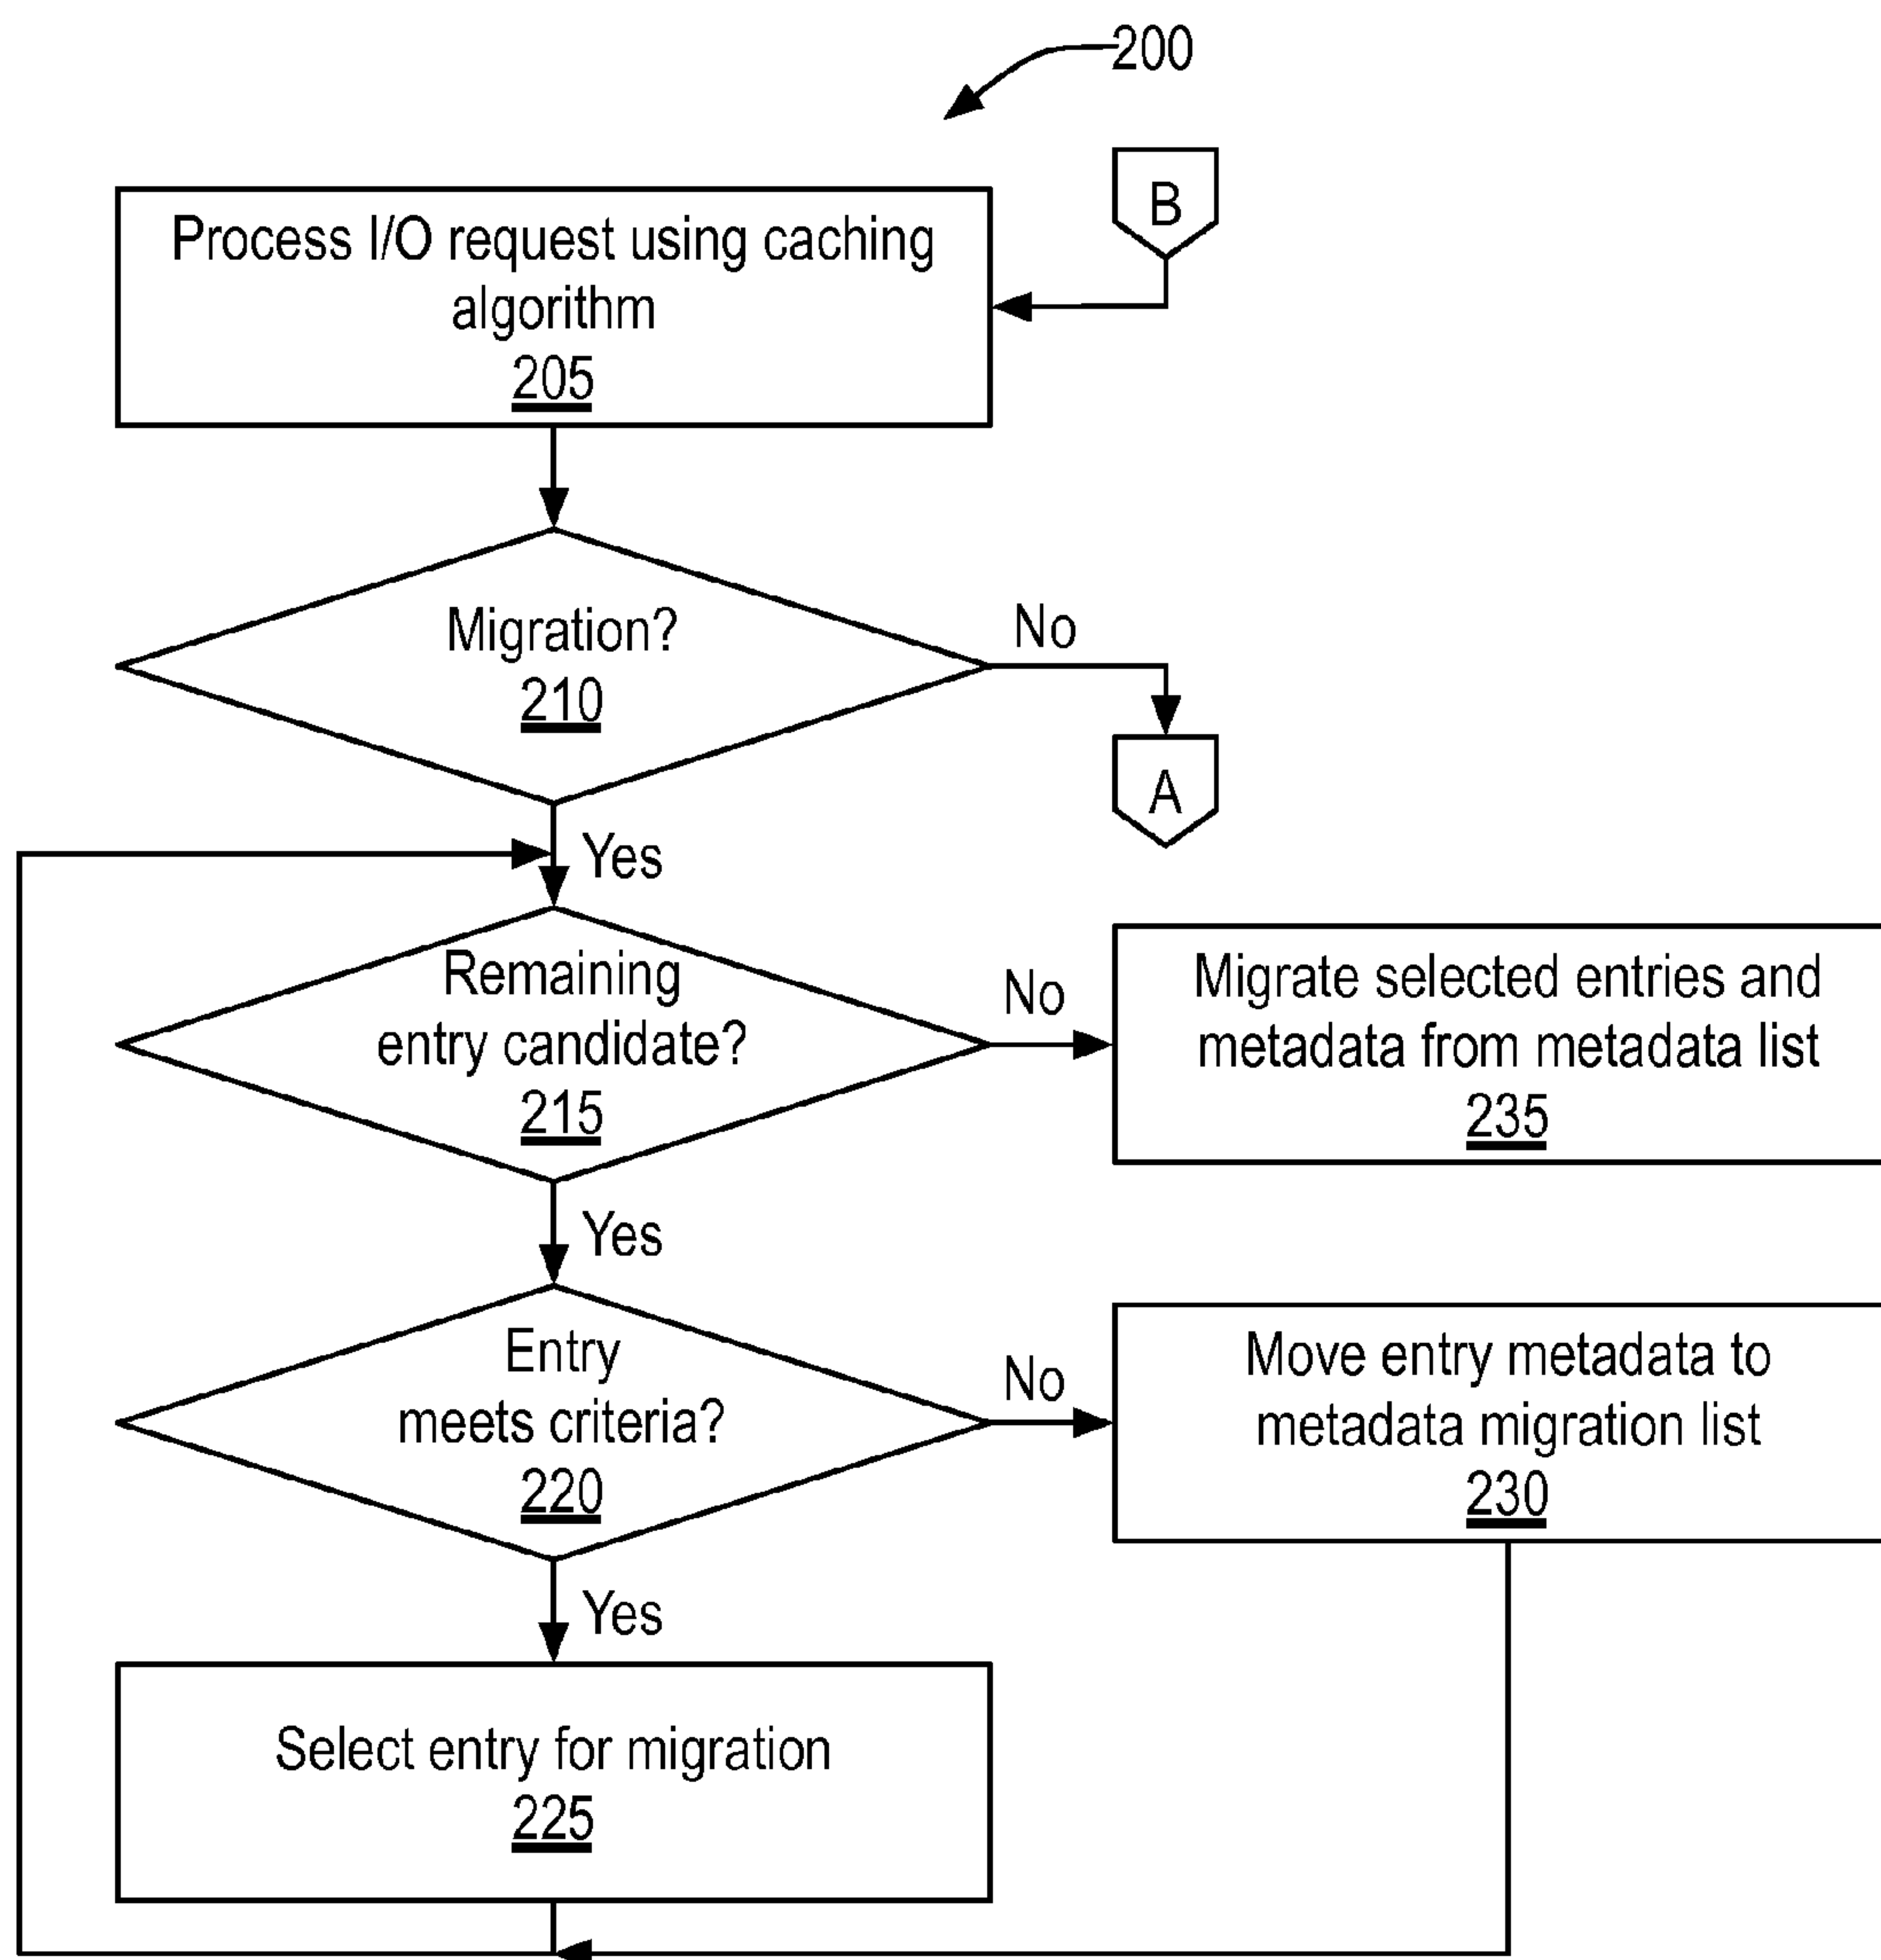 200
B
Process I/O request using caching
algorithm
205
Migration?
210
No
A
Yes
Remaining
entry candidate?
215
No
Migrate selected entries and
metadata from metadata list
235
Yes
Entry
meets criteria?
220
No
Move entry metadata to
metadata migration list
230
Yes
Select entry for migration
225